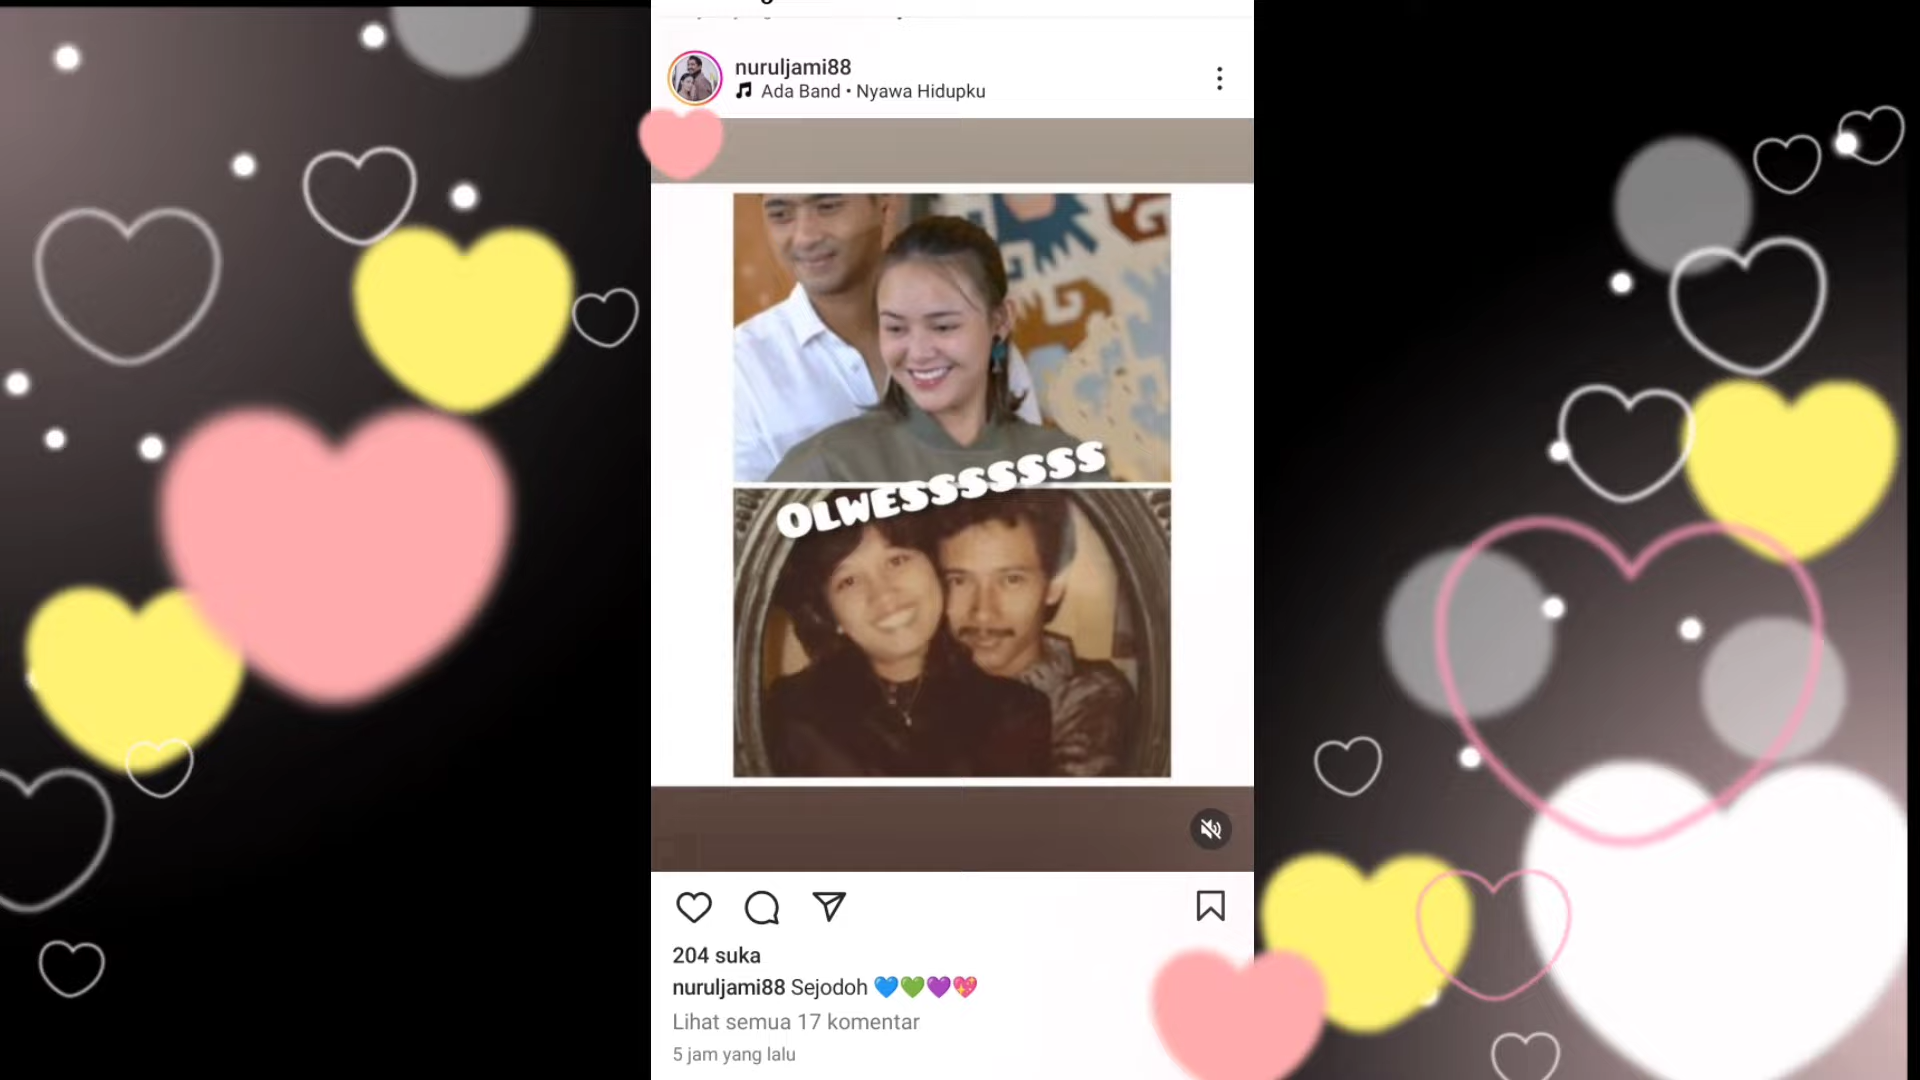 nuruljami88
Ada Band • Nyawa Hidupku
OLWESSSSSSS
204 suka
nuruljami88 Sejodoh 💙💚💜💖
Lihat semua 17 komentar
5 jam yang lalu